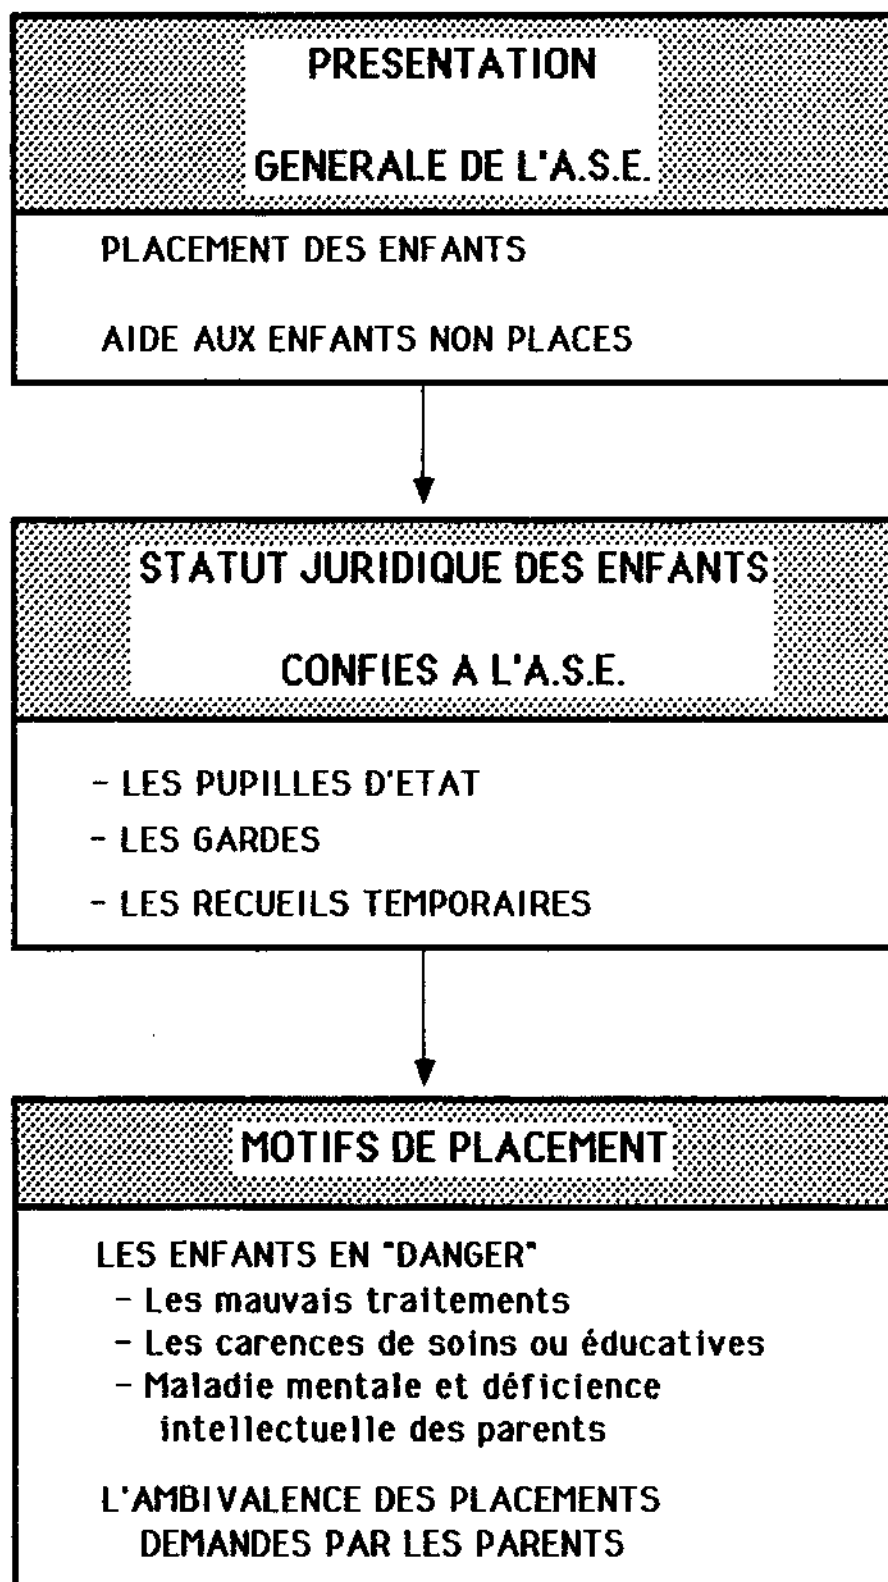 PRESENTATION
GENERALE DE L'A.S.E.
PLACEMENT DES ENFANTS
AIDE AUX ENFANTS NON PLACES
STATUT JURIDIQUE DES ENFANTS
CONFIES A L'A.S.E.
- LES PUPILLES D'ETAT
- LES GARDES
- LES RECUEILS TEMPORAIRES
MOTIFS DE PLACEMENT
LES ENFANTS EN "DANGER"
- Les mauvais traitements
- Les carences de soins ou éducatives
- Maladie mentale et déficience
intellectuelle des parents
L'AMBIVALENCE DES PLACEMENTS
DEMANDES PAR LES PARENTS